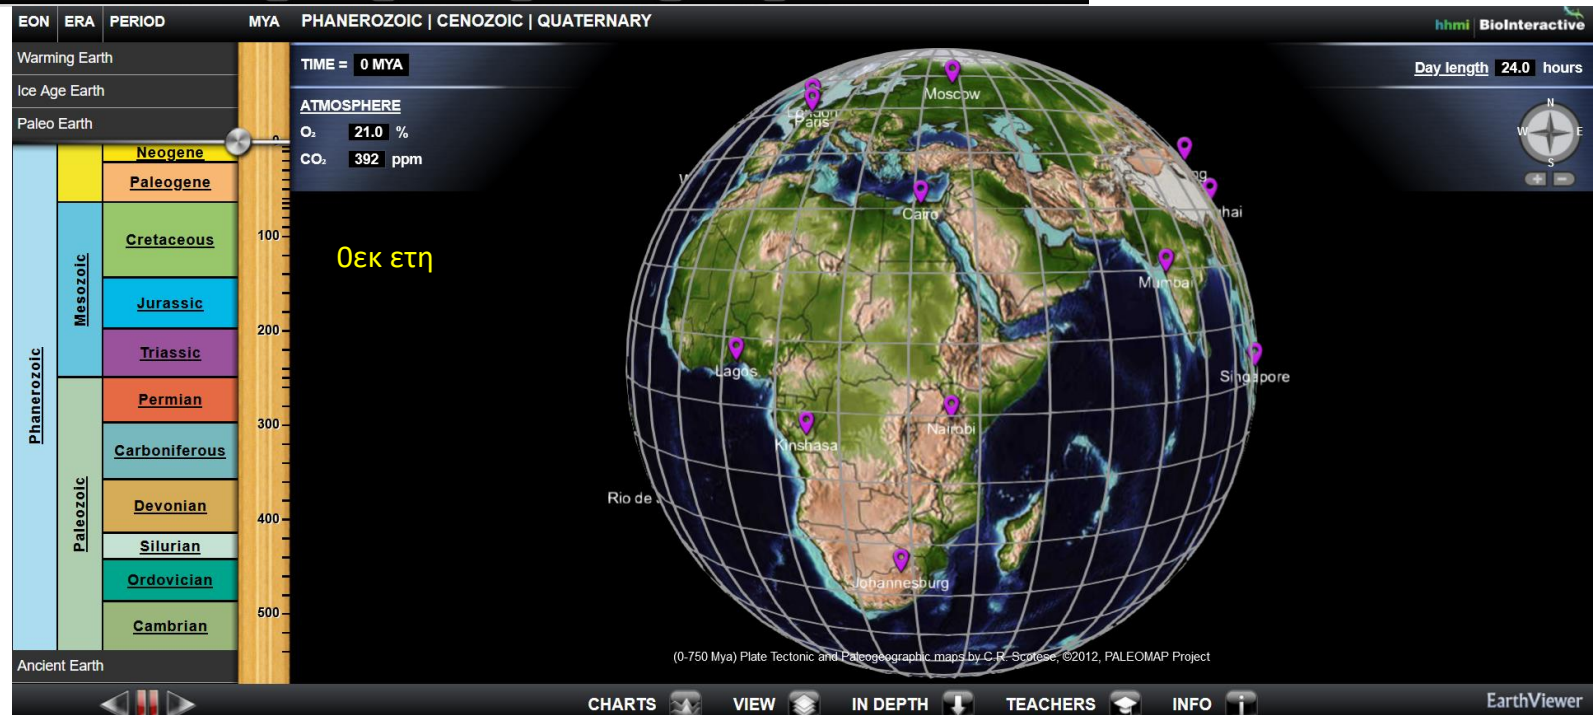 EON ERA PERIOD MYA PHANEROZOIC | CENOZOIC | QUATERNARY hhmi BioInteractive
Warming Earth
Ice Age Earth
Paleo Earth
TIME = 0 MYA
ATMOSPHERE
O₂ 21.0 %
CO₂ 392 ppm
Day length 24.0 hours
N
W E
S
0
Neogene
Paleogene
Cretaceous
Jurassic
Triassic
Permian
Carboniferous
Devonian
Silurian
Ordovician
Cambrian
Mesozoic
Paleozoic
Phanerozoic
100
200
300
400
500
0εκ ετη
Moscow
London
Paris
Cairo
Mumbai
Lagos
Singapore
Kinshasa
Nairobi
Rio de
Johannesburg
(0-750 Mya) Plate Tectonic and Paleogeographic maps by C.R. Scotese, ©2012, PALEOMAP Project
Ancient Earth
CHARTS VIEW IN DEPTH TEACHERS INFO EarthViewer